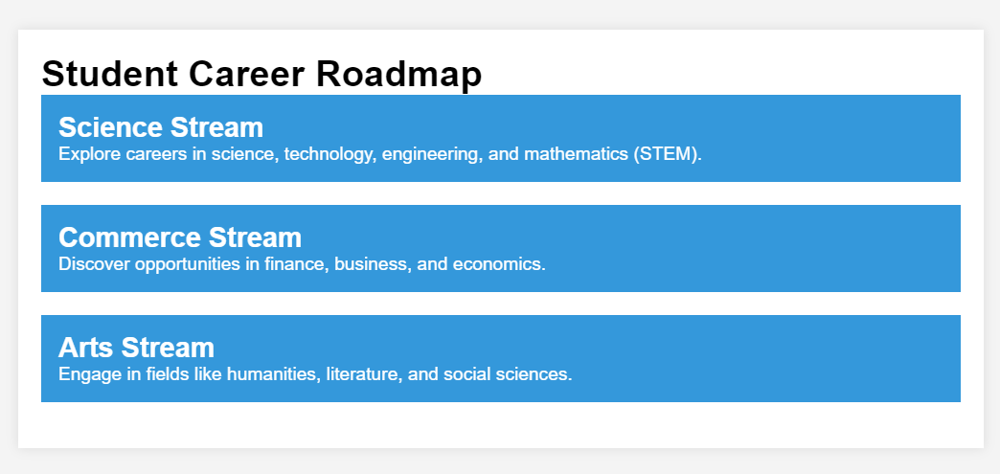 Student Career Roadmap
Science Stream
Explore careers in science, technology, engineering, and mathematics (STEM).
Commerce Stream
Discover opportunities in finance, business, and economics.
Arts Stream
Engage in fields like humanities, literature, and social sciences.